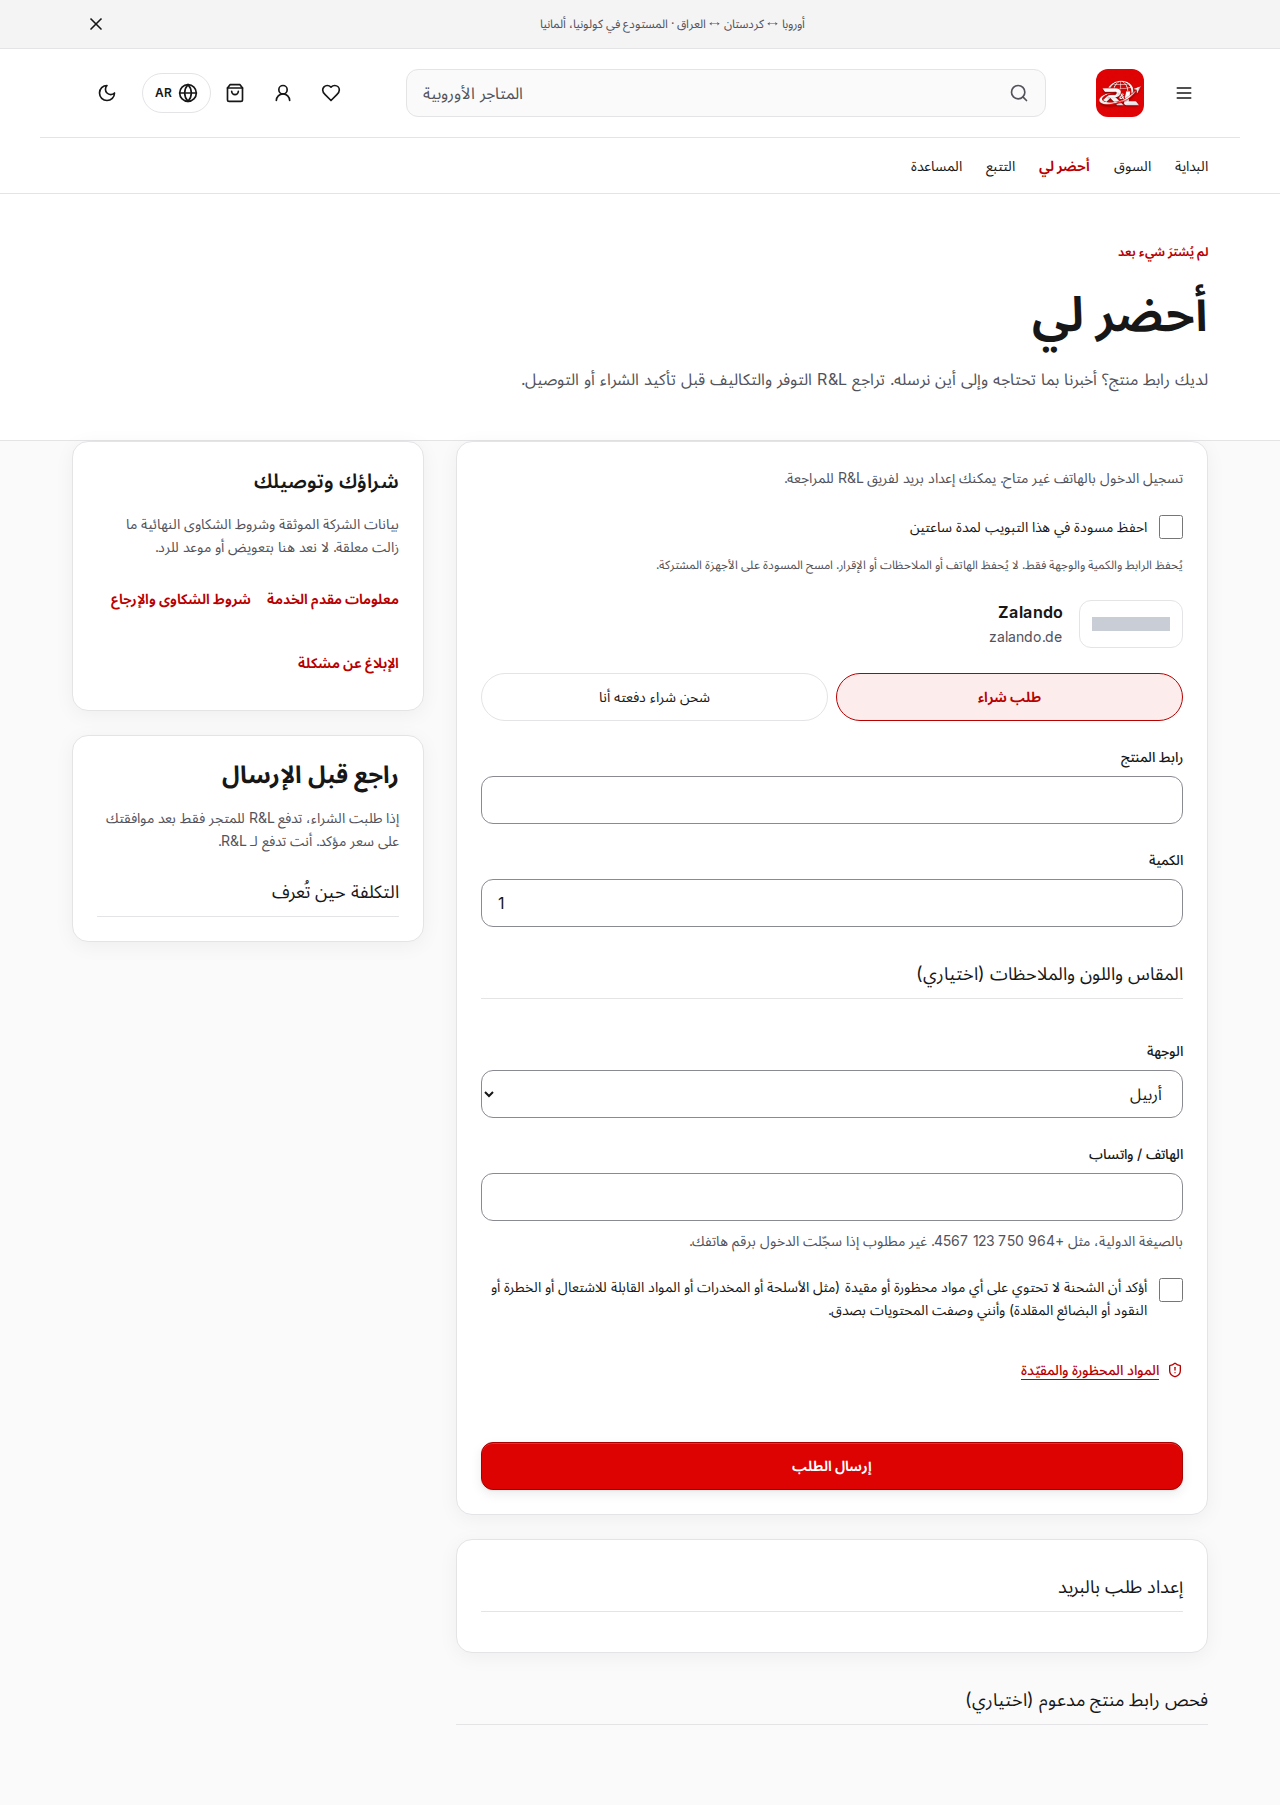 أوروبا ↔ كردستان ↔ العراق · المستودع في كولونيا، ألمانيا
R&L
المتاجر الأوروبية
AR
البداية
السوق
أحضر لي
التتبع
المساعدة
لم يُشترَ شيء بعد
أحضر لي
لديك رابط منتج؟ أخبرنا بما تحتاجه وإلى أين نرسله. تراجع R&L التوفر والتكاليف قبل تأكيد الشراء أو التوصيل.
تسجيل الدخول بالهاتف غير متاح. يمكنك إعداد بريد لفريق R&L للمراجعة.
احفظ مسودة في هذا التبويب لمدة ساعتين
يُحفظ الرابط والكمية والوجهة فقط. لا يُحفظ الهاتف أو الملاحظات أو الإقرار. امسح المسودة على الأجهزة المشتركة.
Zalando
zalando.de
طلب شراء
شحن شراء دفعته أنا
رابط المنتج
الكمية
1
المقاس واللون والملاحظات (اختياري)
الوجهة
أربيل
الهاتف / واتساب
بالصيغة الدولية، مثل +964 750 123 4567. غير مطلوب إذا سجّلت الدخول برقم هاتفك.
أؤكد أن الشحنة لا تحتوي على أي مواد محظورة أو مقيدة (مثل الأسلحة أو المخدرات أو المواد القابلة للاشتعال أو الخطرة أو
النقود أو البضائع المقلدة) وأنني وصفت المحتويات بصدق.
المواد المحظورة والمقيّدة
إرسال الطلب
إعداد طلب بالبريد
فحص رابط منتج مدعوم (اختياري)
شراؤك وتوصيلك
بيانات الشركة الموثقة وشروط الشكاوى النهائية ما
زالت معلقة. لا نعد هنا بتعويض أو موعد للرد.
معلومات مقدم الخدمة
شروط الشكاوى والإرجاع
الإبلاغ عن مشكلة
راجع قبل الإرسال
إذا طلبت الشراء، تدفع R&L للمتجر فقط بعد موافقتك
على سعر مؤكد. أنت تدفع لـ R&L.
التكلفة حين تُعرف